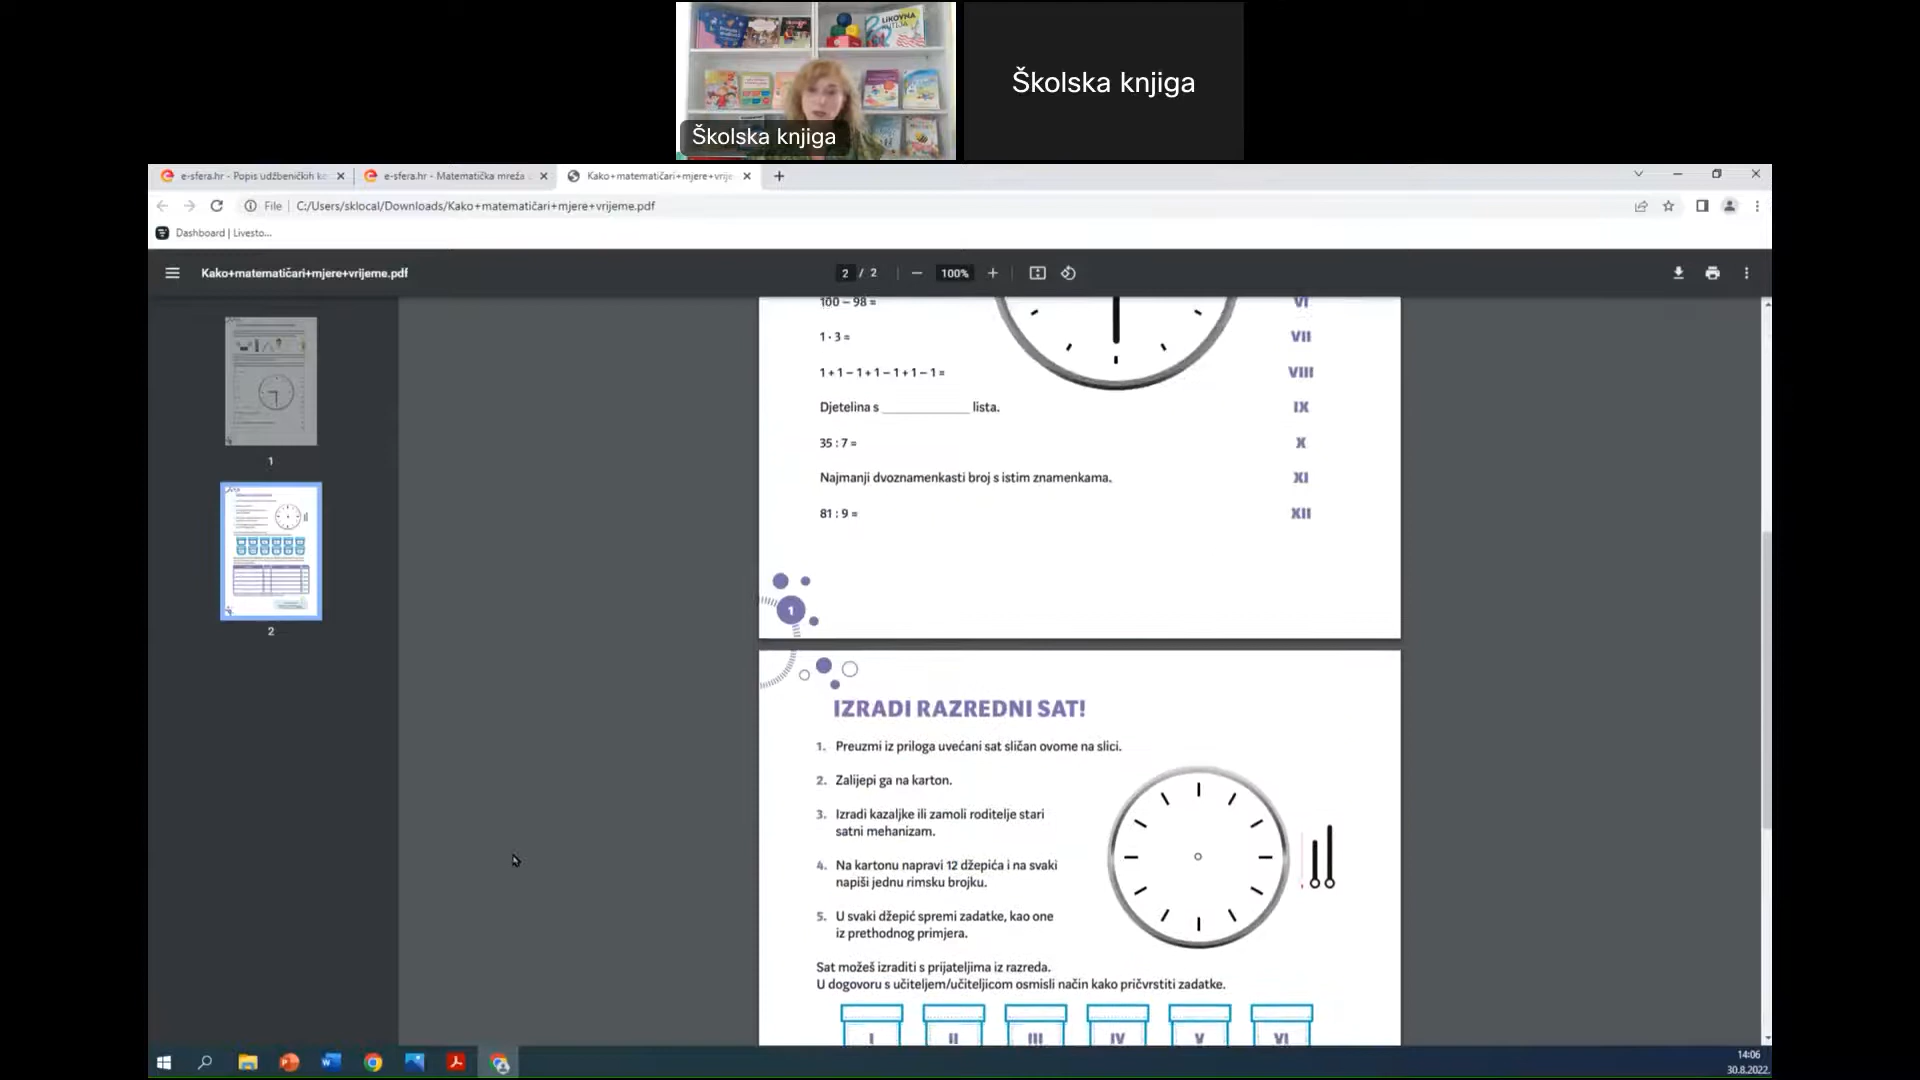 LIKOVNA
Školska knjiga
Školska knjiga
e-sfera.hr - Popis udžbeničkih
e-sfera.hr - Matematička mreža
Kako+matematičari+mjere+vrije
File
C:/Users/sklocal/Downloads/Kako+matematičari+mjere+vrijeme.pdf
Dashboard | Livesto...
Kako+matematičari+mjere+vrijeme.pdf
2 / 2
100%
100 – 98 =
VI
1 · 3 =
VII
1 + 1 – 1 + 1 – 1 + 1 – 1 =
VIII
Djetelina s ______________ lista.
IX
35 : 7 =
X
Najmanji dvoznamenkasti broj s istim znamenkama.
XI
81 : 9 =
XII
1
1
2
IZRADI RAZREDNI SAT!
1. Preuzmi iz priloga uvećani sat sličan ovome na slici.
2. Zalijepi ga na karton.
3. Izradi kazaljke ili zamoli roditelje stari
satni mehanizam.
4. Na kartonu napravi 12 džepića i na svaki
napiši jednu rimsku brojku.
5. U svaki džepić spremi zadatke, kao one
iz prethodnog primjera.
Sat možeš izraditi s prijateljima iz razreda.
U dogovoru s učiteljem/učiteljicom osmisli način kako pričvrstiti zadatke.
I II III IV V VI
14:06
30.8.2022.